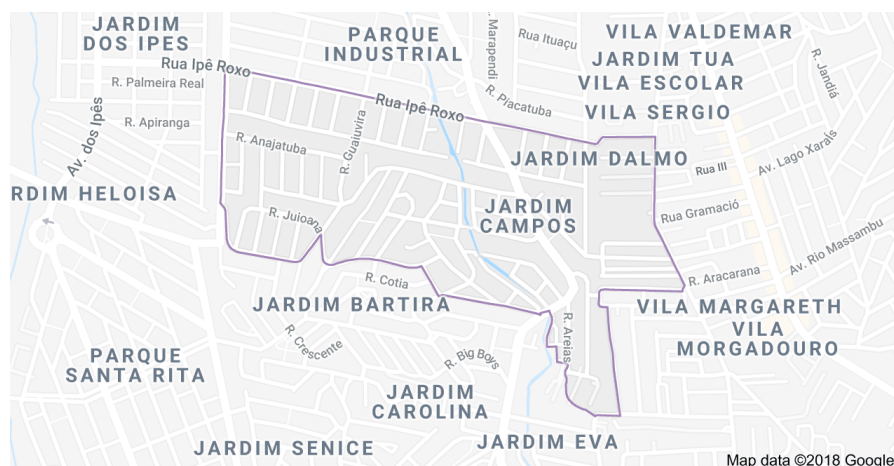 JARDIM
DOS IPES
PARQUE
INDUSTRIAL
R. Marapendi
Rua Ituaçu
VILA VALDEMAR
JARDIM TUA
VILA ESCOLAR
VILA SERGIO
R. Jandiá
Rua Ipê Roxo
R. Palmeira Real
Av. dos Ipês
R. Apiranga
Rua Ipê Roxo
R. Piacatuba
R. Anajatuba
R. Guaiuvira
JARDIM DALMO
Rua III
Av. Lago Xaraís
RDIM HELOISA
R. Juioana
JARDIM
CAMPOS
Rua Gramació
Av. Rio Massambu
R. Cotia
R. Aracarana
JARDIM BARTIRA
VILA MARGARETH
VILA
MORGADOURO
R. Crescente
R. Areias
R. Big Boys
PARQUE
SANTA RITA
JARDIM
CAROLINA
JARDIM SENICE
JARDIM EVA
Map data ©2018 Google